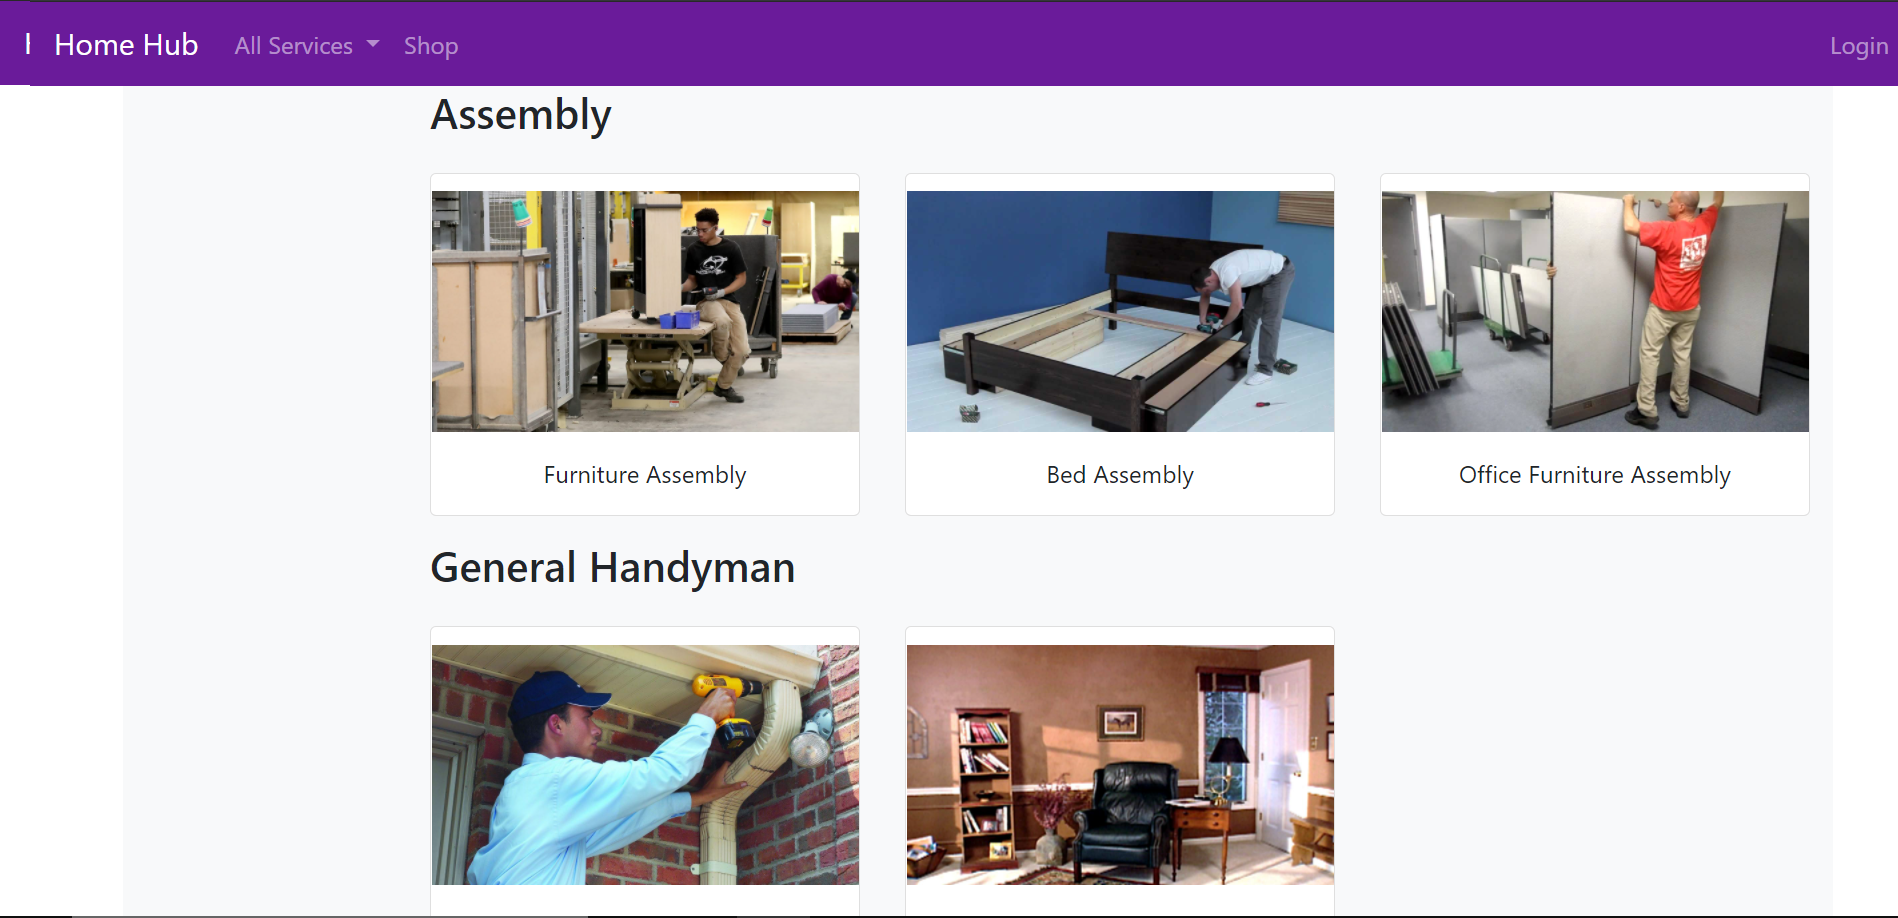 Home Hub All Services Shop Login
Assembly
Furniture Assembly Bed Assembly Office Furniture Assembly
General Handyman